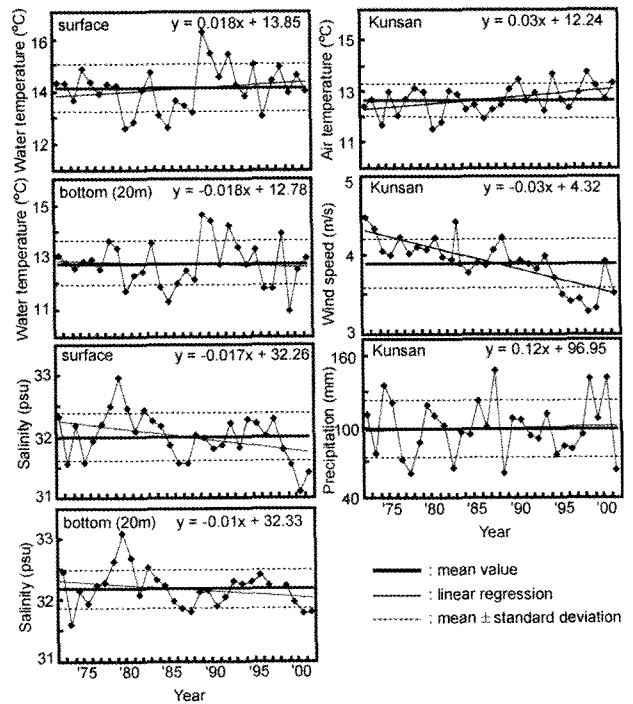 surface y = 0.018x + 13.85
16
14
12
Water temperature (°C)
bottom (20m) y = -0.018x + 12.78
15
13
11
Water temperature (°C)
surface y = -0.017x + 32.26
33
32
31
Salinity (psu)
bottom (20m) y = -0.01x + 32.33
33
32
31
Salinity (psu)
'75 '80 '85 '90 '95 '00
Year
Kunsan y = 0.03x + 12.24
15
13
12
10
Air temperature (°C)
Kunsan y = -0.03x + 4.32
5
4
3
Wind speed (m/s)
Kunsan y = 0.12x + 96.95
160
100
40
Precipitation (mm)
'75 '80 '85 '90 '95 '00
Year
: mean value
: linear regression
: mean ± standard deviation